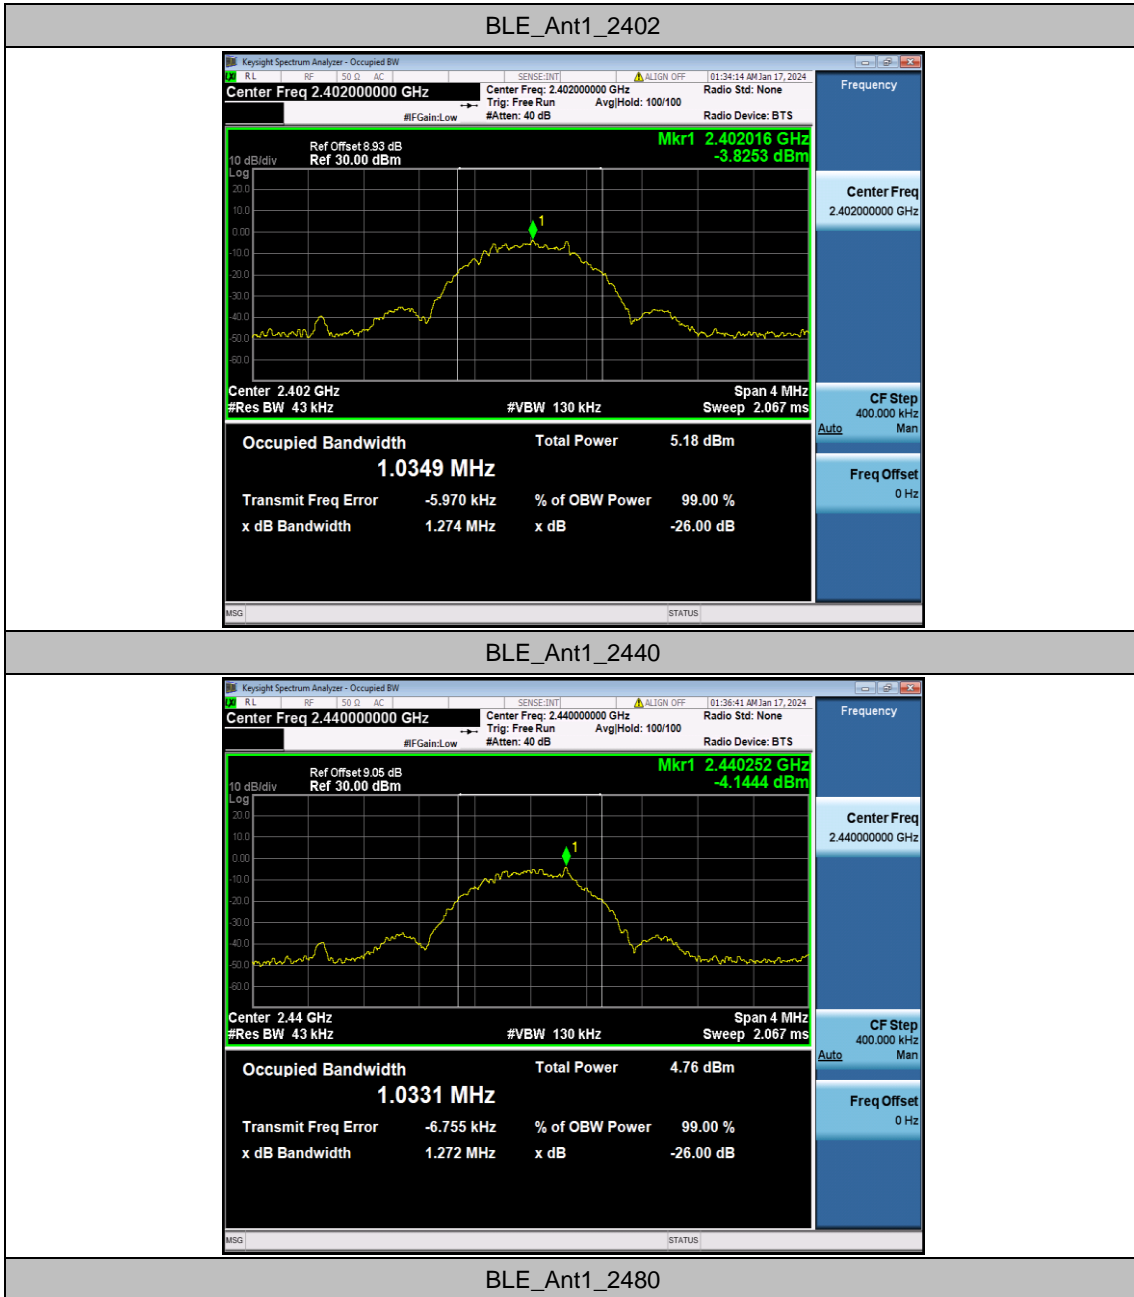 BLE_Ant1_2402
Keysight Spectrum Analyzer - Occupied BW
RL RF 50 Ω AC SENSE:INT ALIGN OFF 01:34:14 AM Jan 17, 2024
Center Freq 2.402000000 GHz Center Freq: 2.402000000 GHz Radio Std: None Frequency
Trig: Free Run Avg|Hold: 100/100
#IFGain:Low #Atten: 40 dB Radio Device: BTS
Mkr1 2.402016 GHz
Ref Offset 8.93 dB -3.8253 dBm
10 dB/div Ref 30.00 dBm
Log
20.0
10.0
0.00
-10.0
-20.0
-30.0
-40.0
-50.0
-60.0
1
Center Freq
2.402000000 GHz
Center 2.402 GHz Span 4 MHz
#Res BW 43 kHz #VBW 130 kHz Sweep 2.067 ms
CF Step
400.000 kHz
Auto Man
Occupied Bandwidth Total Power 5.18 dBm
1.0349 MHz
Freq Offset
0 Hz
Transmit Freq Error -5.970 kHz % of OBW Power 99.00 %
x dB Bandwidth 1.274 MHz x dB -26.00 dB
MSG STATUS
BLE_Ant1_2440
Keysight Spectrum Analyzer - Occupied BW
RL RF 50 Ω AC SENSE:INT ALIGN OFF 01:36:41 AM Jan 17, 2024
Center Freq 2.440000000 GHz Center Freq: 2.440000000 GHz Radio Std: None Frequency
Trig: Free Run Avg|Hold: 100/100
#IFGain:Low #Atten: 40 dB Radio Device: BTS
Mkr1 2.440252 GHz
Ref Offset 9.05 dB -4.1444 dBm
10 dB/div Ref 30.00 dBm
Log
20.0
10.0
0.00
-10.0
-20.0
-30.0
-40.0
-50.0
-60.0
1
Center Freq
2.440000000 GHz
Center 2.44 GHz Span 4 MHz
#Res BW 43 kHz #VBW 130 kHz Sweep 2.067 ms
CF Step
400.000 kHz
Auto Man
Occupied Bandwidth Total Power 4.76 dBm
1.0331 MHz
Freq Offset
0 Hz
Transmit Freq Error -6.755 kHz % of OBW Power 99.00 %
x dB Bandwidth 1.272 MHz x dB -26.00 dB
MSG STATUS
BLE_Ant1_2480